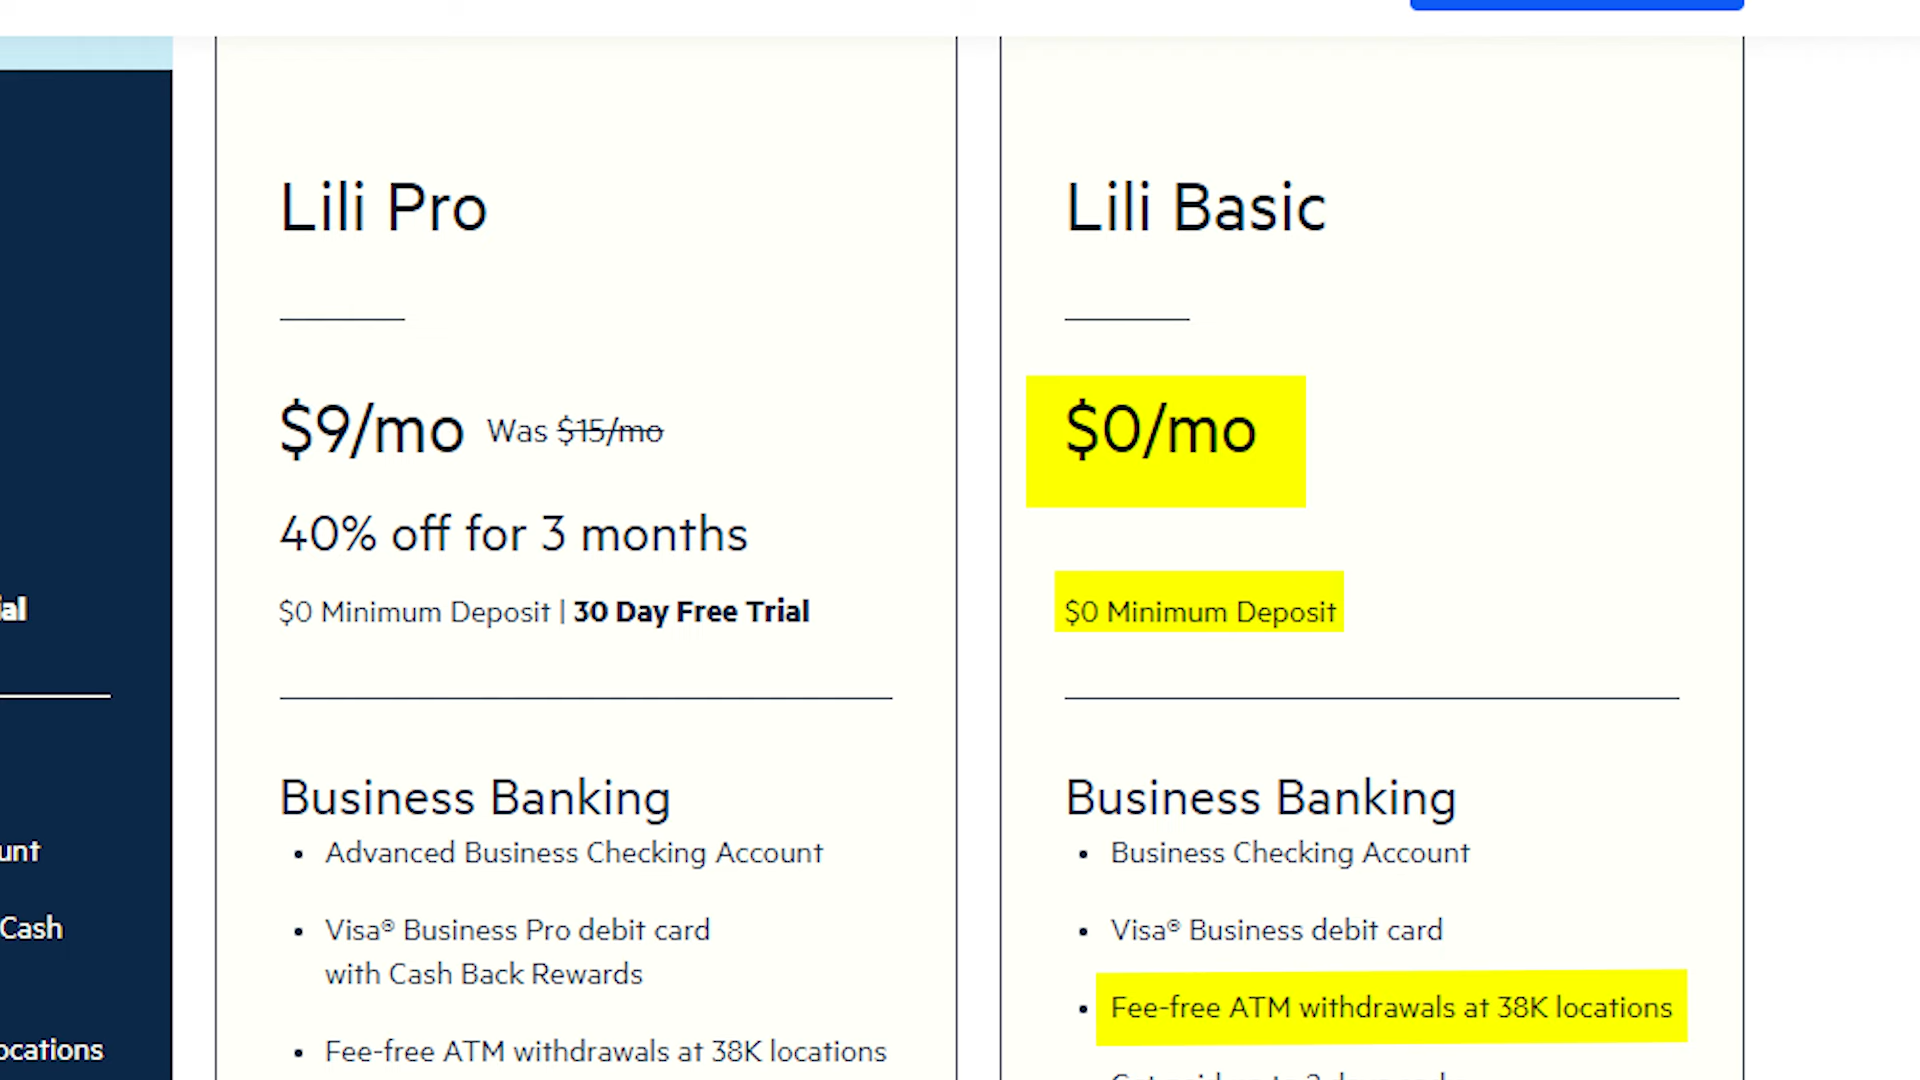 ial
unt
Cash
ocations
Lili Pro
$9/mo Was $15/mo
40% off for 3 months
$0 Minimum Deposit | 30 Day Free Trial
Business Banking
• Advanced Business Checking Account
• Visa® Business Pro debit card
with Cash Back Rewards
• Fee-free ATM withdrawals at 38K locations
Lili Basic
$0/mo
$0 Minimum Deposit
Business Banking
• Business Checking Account
• Visa® Business debit card
• Fee-free ATM withdrawals at 38K locations